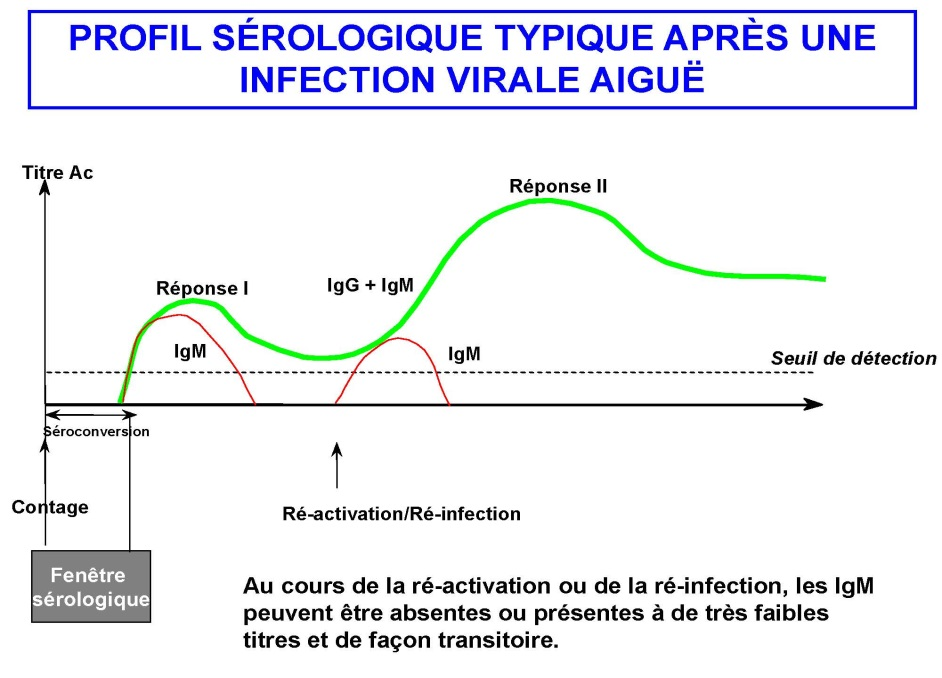 PROFIL SÉROLOGIQUE TYPIQUE APRÈS UNE
INFECTION VIRALE AIGUË
Titre Ac
Réponse II
Réponse I
IgG + IgM
IgM
IgM
Seuil de détection
Séroconversion
Contage
Ré-activation/Ré-infection
Fenêtre
sérologique
Au cours de la ré-activation ou de la ré-infection, les IgM
peuvent être absentes ou présentes à de très faibles
titres et de façon transitoire.